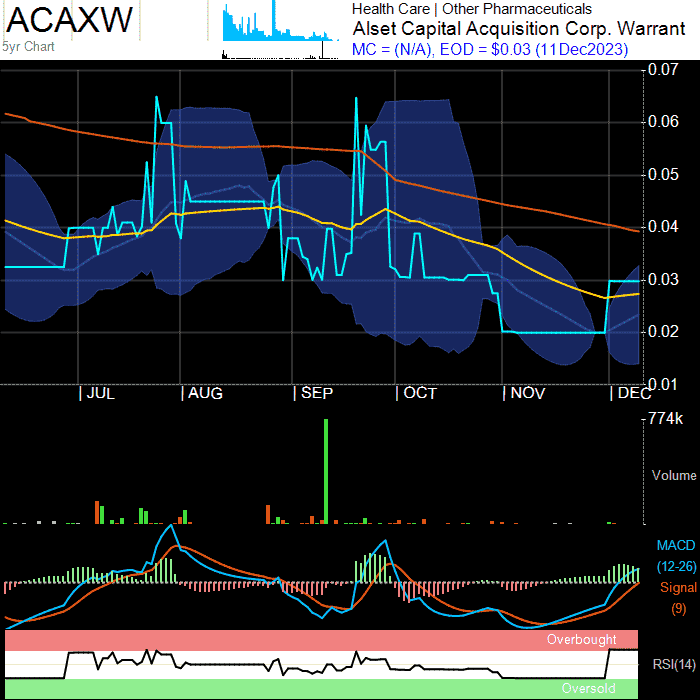 ACAXW
5yr Chart
Health Care | Other Pharmaceuticals
Alset Capital Acquisition Corp. Warrant
MC = (N/A), EOD = $0.03 (11Dec2023)
0.07
0.06
0.05
0.04
0.03
0.02
0.01
JUL AUG SEP OCT NOV DEC
774k
Volume
MACD
(12-26)
Signal
(9)
Overbought
RSI(14)
Oversold